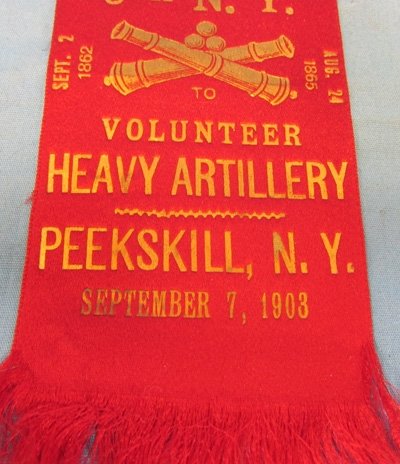 N. Y.
SEPT. 2
1862
AUG. 24
1865
TO
VOLUNTEER
HEAVY ARTILLERY
PEEKSKILL, N. Y.
SEPTEMBER 7, 1903